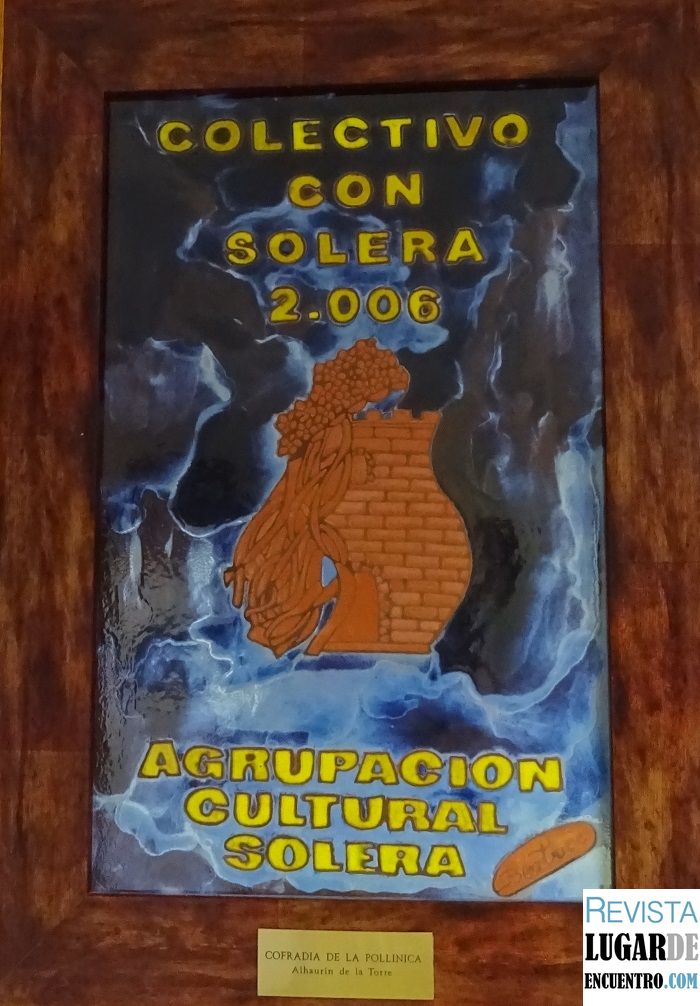 COLECTIVO
CON
SOLERA
2.006
AGRUPACION
CULTURAL
SOLERA
COFRADIA DE LA POLLINICA
Alhaurín de la Torre
REVISTA
LUGARDE
ENCUENTRO.COM